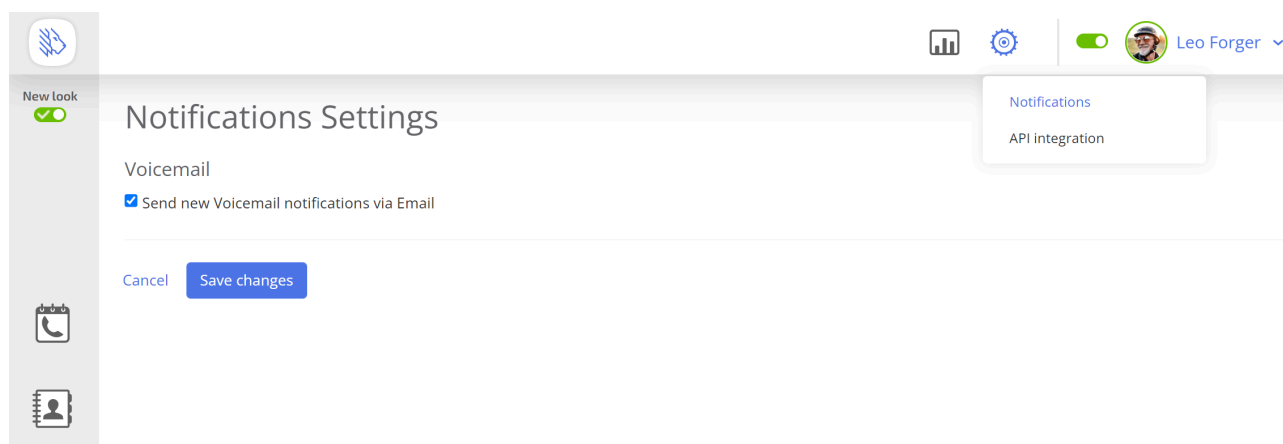 Leo Forger
New look
Notifications
Notifications Settings
API integration
Voicemail
Send new Voicemail notifications via Email
Cancel
Save changes